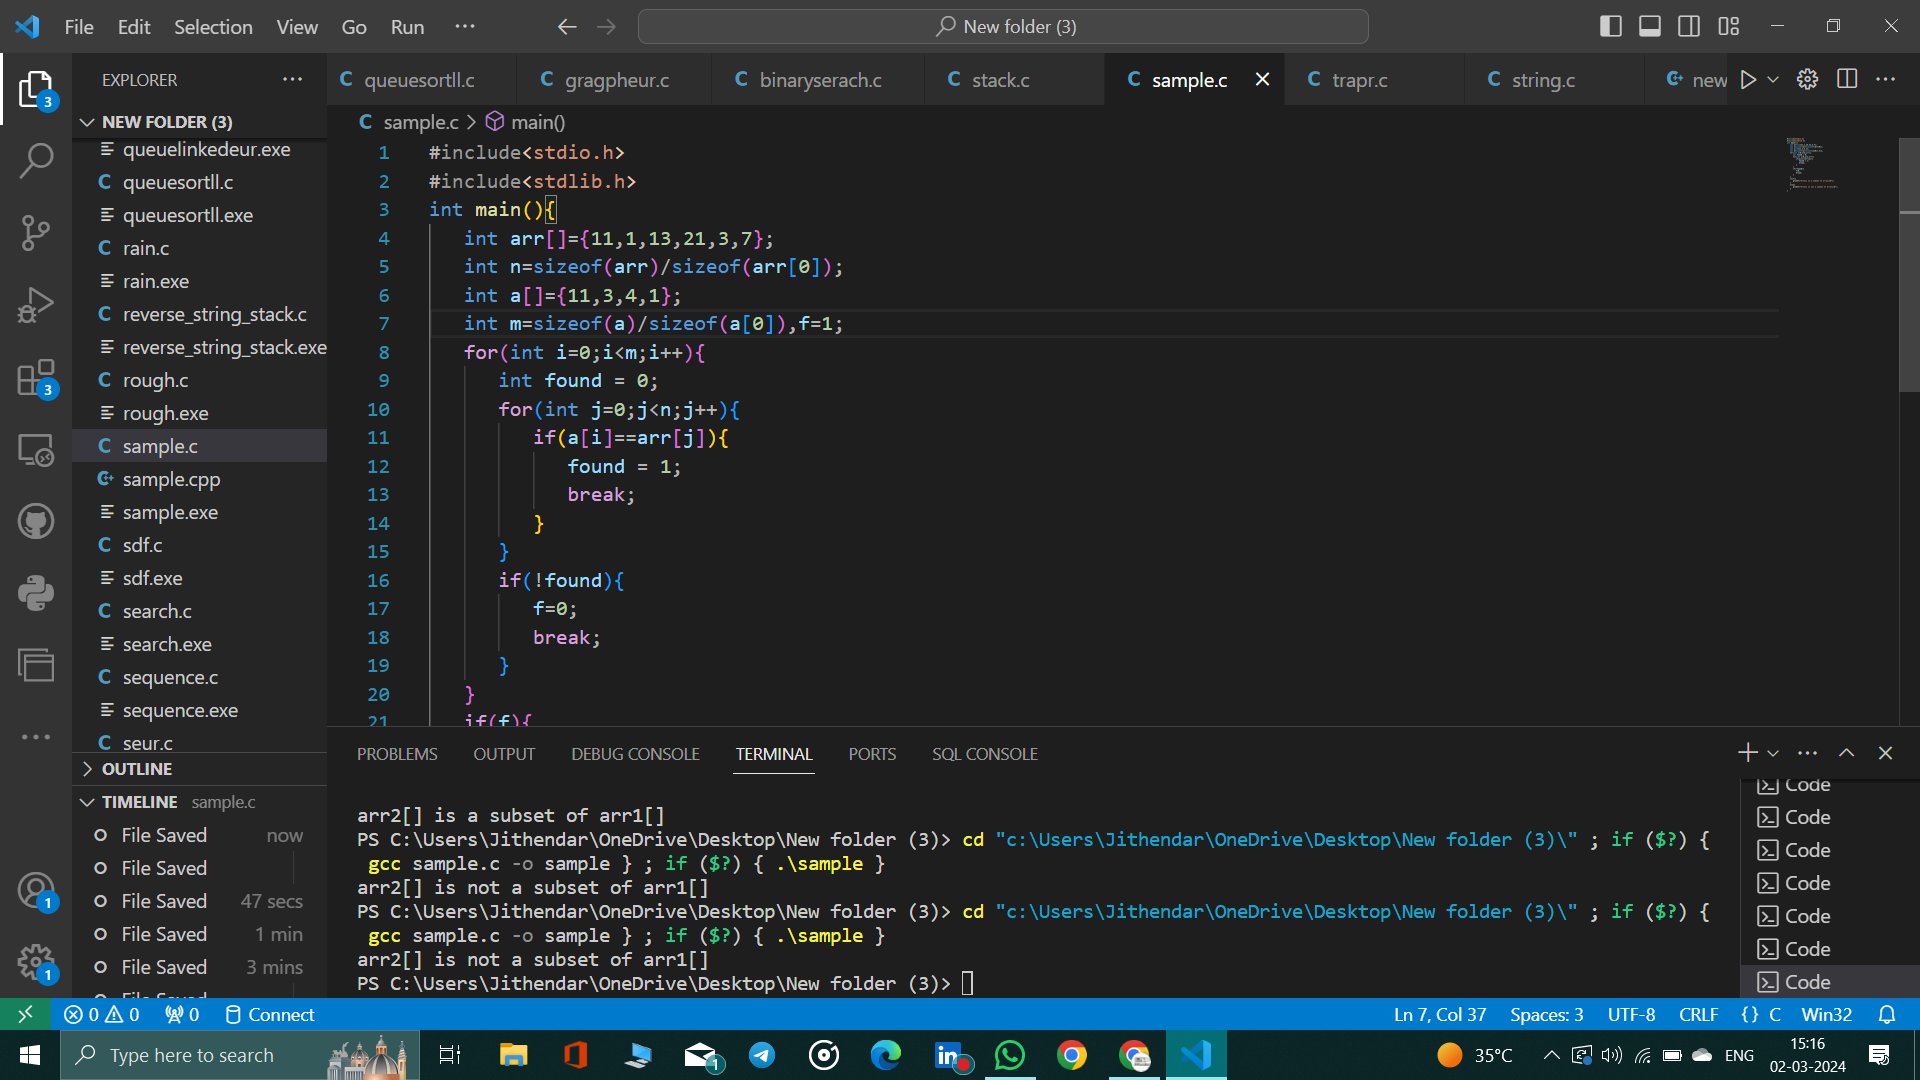 File Edit Selection View Go Run ··· New folder (3)
EXPLORER ···
queuesortll.c gragpheur.c binaryserach.c stack.c sample.c trapr.c string.c new
NEW FOLDER (3)
sample.c > main()
queuelinkedeur.exe
queuesortll.c
queuesortll.exe
rain.c
rain.exe
reverse_string_stack.c
reverse_string_stack.exe
rough.c
rough.exe
sample.c
sample.cpp
sample.exe
sdf.c
sdf.exe
search.c
search.exe
sequence.c
sequence.exe
seur.c
OUTLINE
TIMELINE sample.c
File Saved now
File Saved
File Saved 47 secs
File Saved 1 min
File Saved 3 mins
File Saved
3
3
1
1
1 #include<stdio.h>
2 #include<stdlib.h>
3 int main(){
4 int arr[]={11,1,13,21,3,7};
5 int n=sizeof(arr)/sizeof(arr[0]);
6 int a[]={11,3,4,1};
7 int m=sizeof(a)/sizeof(a[0]),f=1;
8 for(int i=0;i<m;i++){
9 int found = 0;
10 for(int j=0;j<n;j++){
11 if(a[i]==arr[j]){
12 found = 1;
13 break;
14 }
15 }
16 if(!found){
17 f=0;
18 break;
19 }
20 }
21 if(f){
PROBLEMS OUTPUT DEBUG CONSOLE TERMINAL PORTS SQL CONSOLE
arr2[] is a subset of arr1[]
PS C:\Users\Jithendar\OneDrive\Desktop\New folder (3)> cd "c:\Users\Jithendar\OneDrive\Desktop\New folder (3)\" ; if ($?) {
gcc sample.c -o sample } ; if ($?) { .\sample }
arr2[] is not a subset of arr1[]
PS C:\Users\Jithendar\OneDrive\Desktop\New folder (3)> cd "c:\Users\Jithendar\OneDrive\Desktop\New folder (3)\" ; if ($?) {
gcc sample.c -o sample } ; if ($?) { .\sample }
arr2[] is not a subset of arr1[]
PS C:\Users\Jithendar\OneDrive\Desktop\New folder (3)>
Code
Code
Code
Code
Code
Code
Code
0 0 0 Connect Ln 7, Col 37 Spaces: 3 UTF-8 CRLF {} C Win32
Type here to search 1 35°C ENG 15:16
02-03-2024